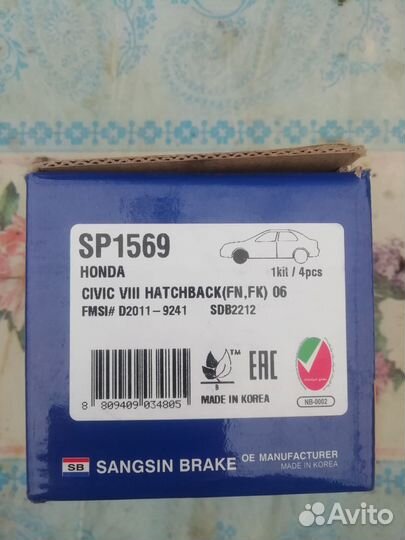 SP1569
HONDA
1kit / 4pcs
CIVIC VIII HATCHBACK(FN,FK) 06
FMSI# D2011-9241 SDB2212
TM
B
EAC
8 809409 034805
MADE IN KOREA
NB-0002
SB SANGSIN BRAKE OE MANUFACTURER
MADE IN KOREA
Avito